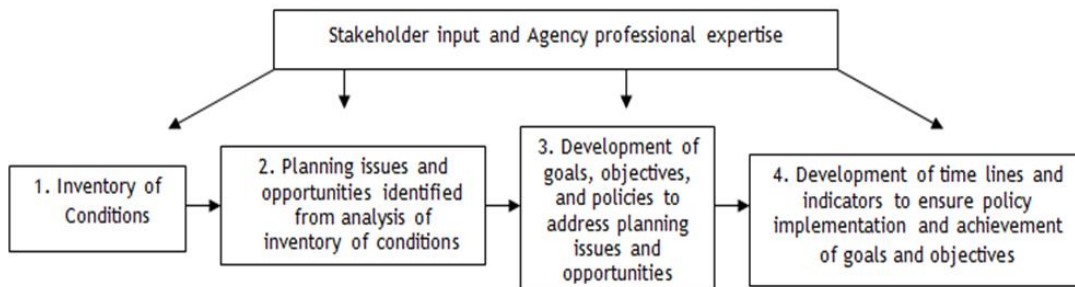 Stakeholder input and Agency professional expertise
1. Inventory of
Conditions
2. Planning issues and
opportunities identified
from analysis of
inventory of conditions
3. Development of
goals, objectives,
and policies to
address planning
issues and
opportunities
4. Development of time lines and
indicators to ensure policy
implementation and achievement
of goals and objectives